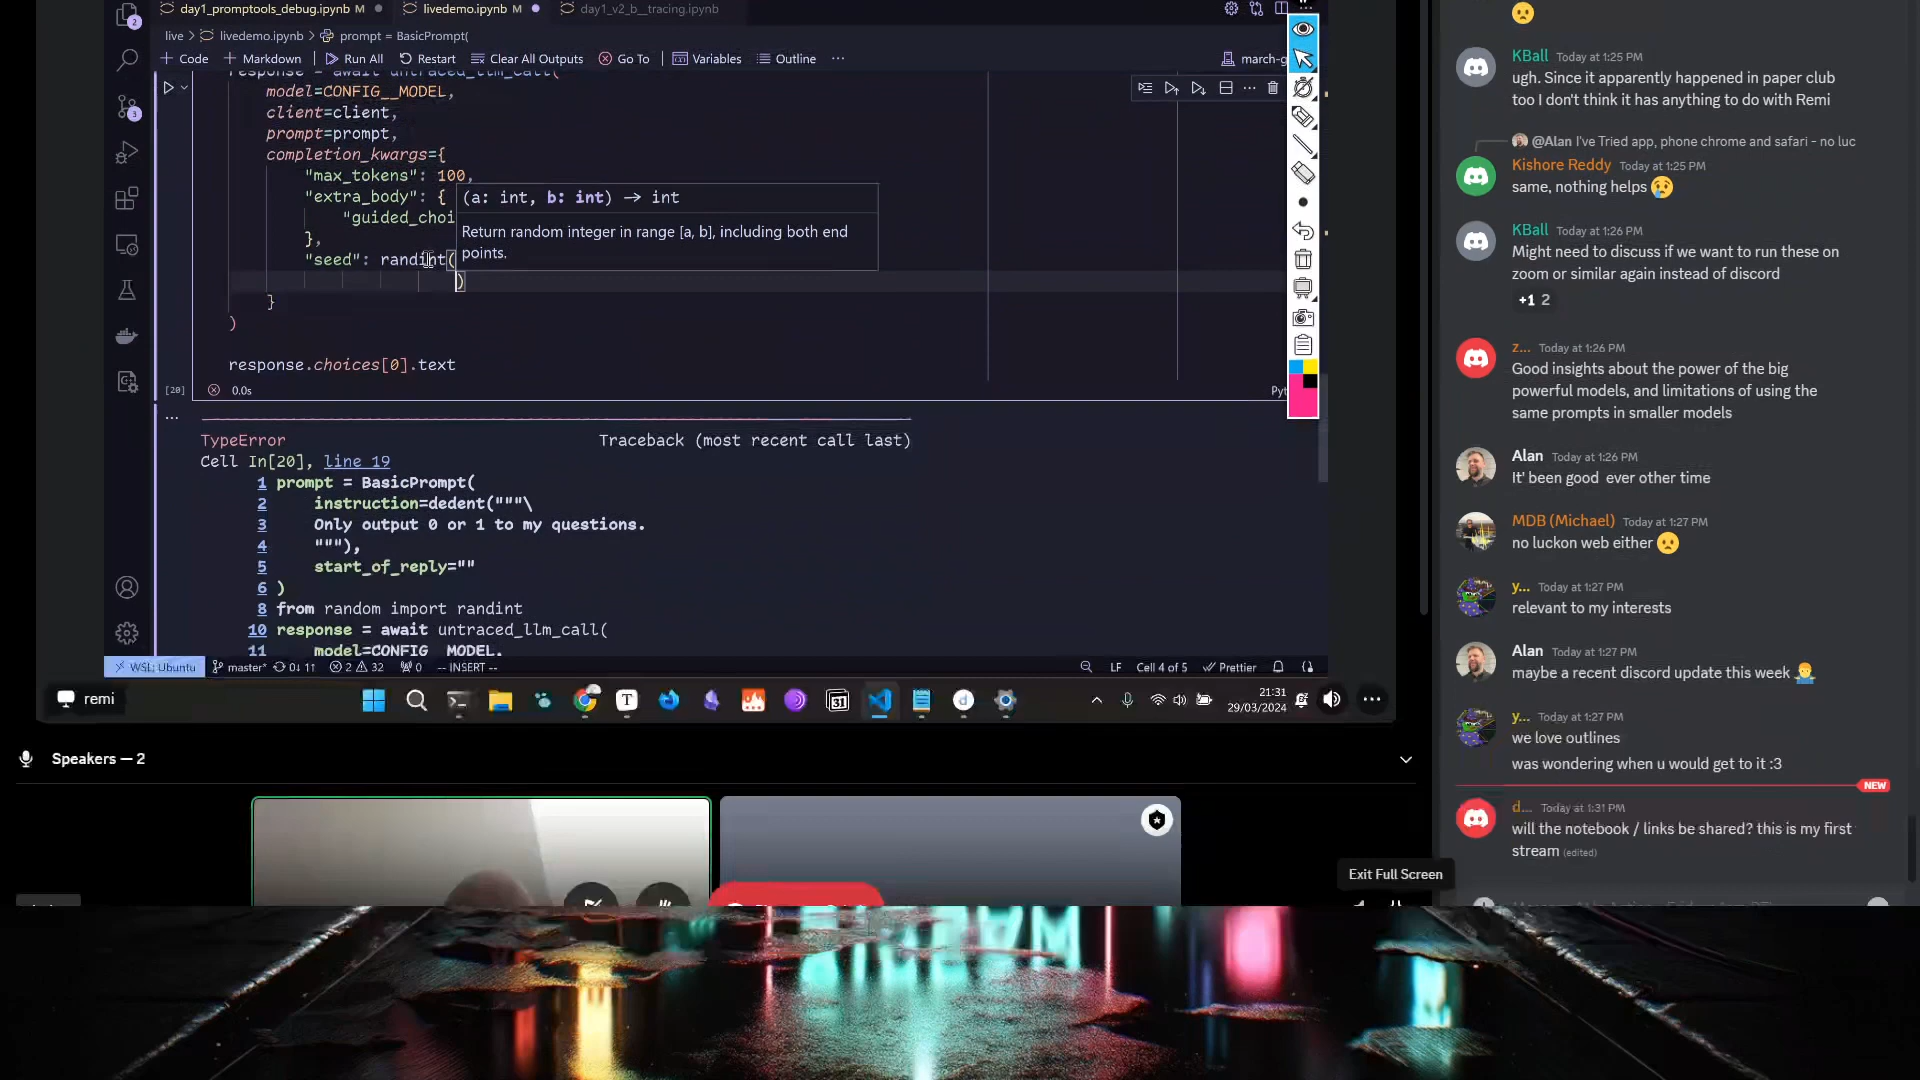 day1_promptools_debug.ipynb M
livedemo.ipynb M
day1_v2_b__tracing.ipynb
live > livedemo.ipynb > prompt = BasicPrompt(
+ Code + Markdown Run All Restart Clear All Outputs Go To Variables Outline ...
march-g
response = await untraced_llm_call(
model=CONFIG__MODEL,
client=client,
prompt=prompt,
completion_kwargs={
"max_tokens": 100,
"extra_body": {
"guided_choi
},
"seed": randint(
)
}
)
(a: int, b: int) -> int
Return random integer in range [a, b], including both end
points.
response.choices[0].text
[20]
0.0s
Pyt
...
TypeError Traceback (most recent call last)
Cell In[20], line 19
1 prompt = BasicPrompt(
2 instruction=dedent("""\
3 Only output 0 or 1 to my questions.
4 """),
5 start_of_reply=""
6 )
8 from random import randint
10 response = await untraced_llm_call(
11 model=CONFIG__MODEL,
WSL: Ubuntu master* 0↓ 11↑ 2 32 0 -- INSERT -- LF Cell 4 of 5 Prettier
remi
21:31
29/03/2024
Speakers — 2
Exit Full Screen
KBall Today at 1:25 PM
ugh. Since it apparently happened in paper club
too I don't think it has anything to do with Remi
@Alan I've Tried app, phone chrome and safari - no luc
Kishore Reddy Today at 1:25 PM
same, nothing helps 😢
KBall Today at 1:26 PM
Might need to discuss if we want to run these on
zoom or similar again instead of discord
+1 2
z... Today at 1:26 PM
Good insights about the power of the big
powerful models, and limitations of using the
same prompts in smaller models
Alan Today at 1:26 PM
It' been good ever other time
MDB (Michael) Today at 1:27 PM
no luckon web either 🙁
y... Today at 1:27 PM
relevant to my interests
Alan Today at 1:27 PM
maybe a recent discord update this week 🤷‍♂️
y... Today at 1:27 PM
we love outlines
was wondering when u would get to it :3
NEW
d... Today at 1:31 PM
will the notebook / links be shared? this is my first
stream (edited)